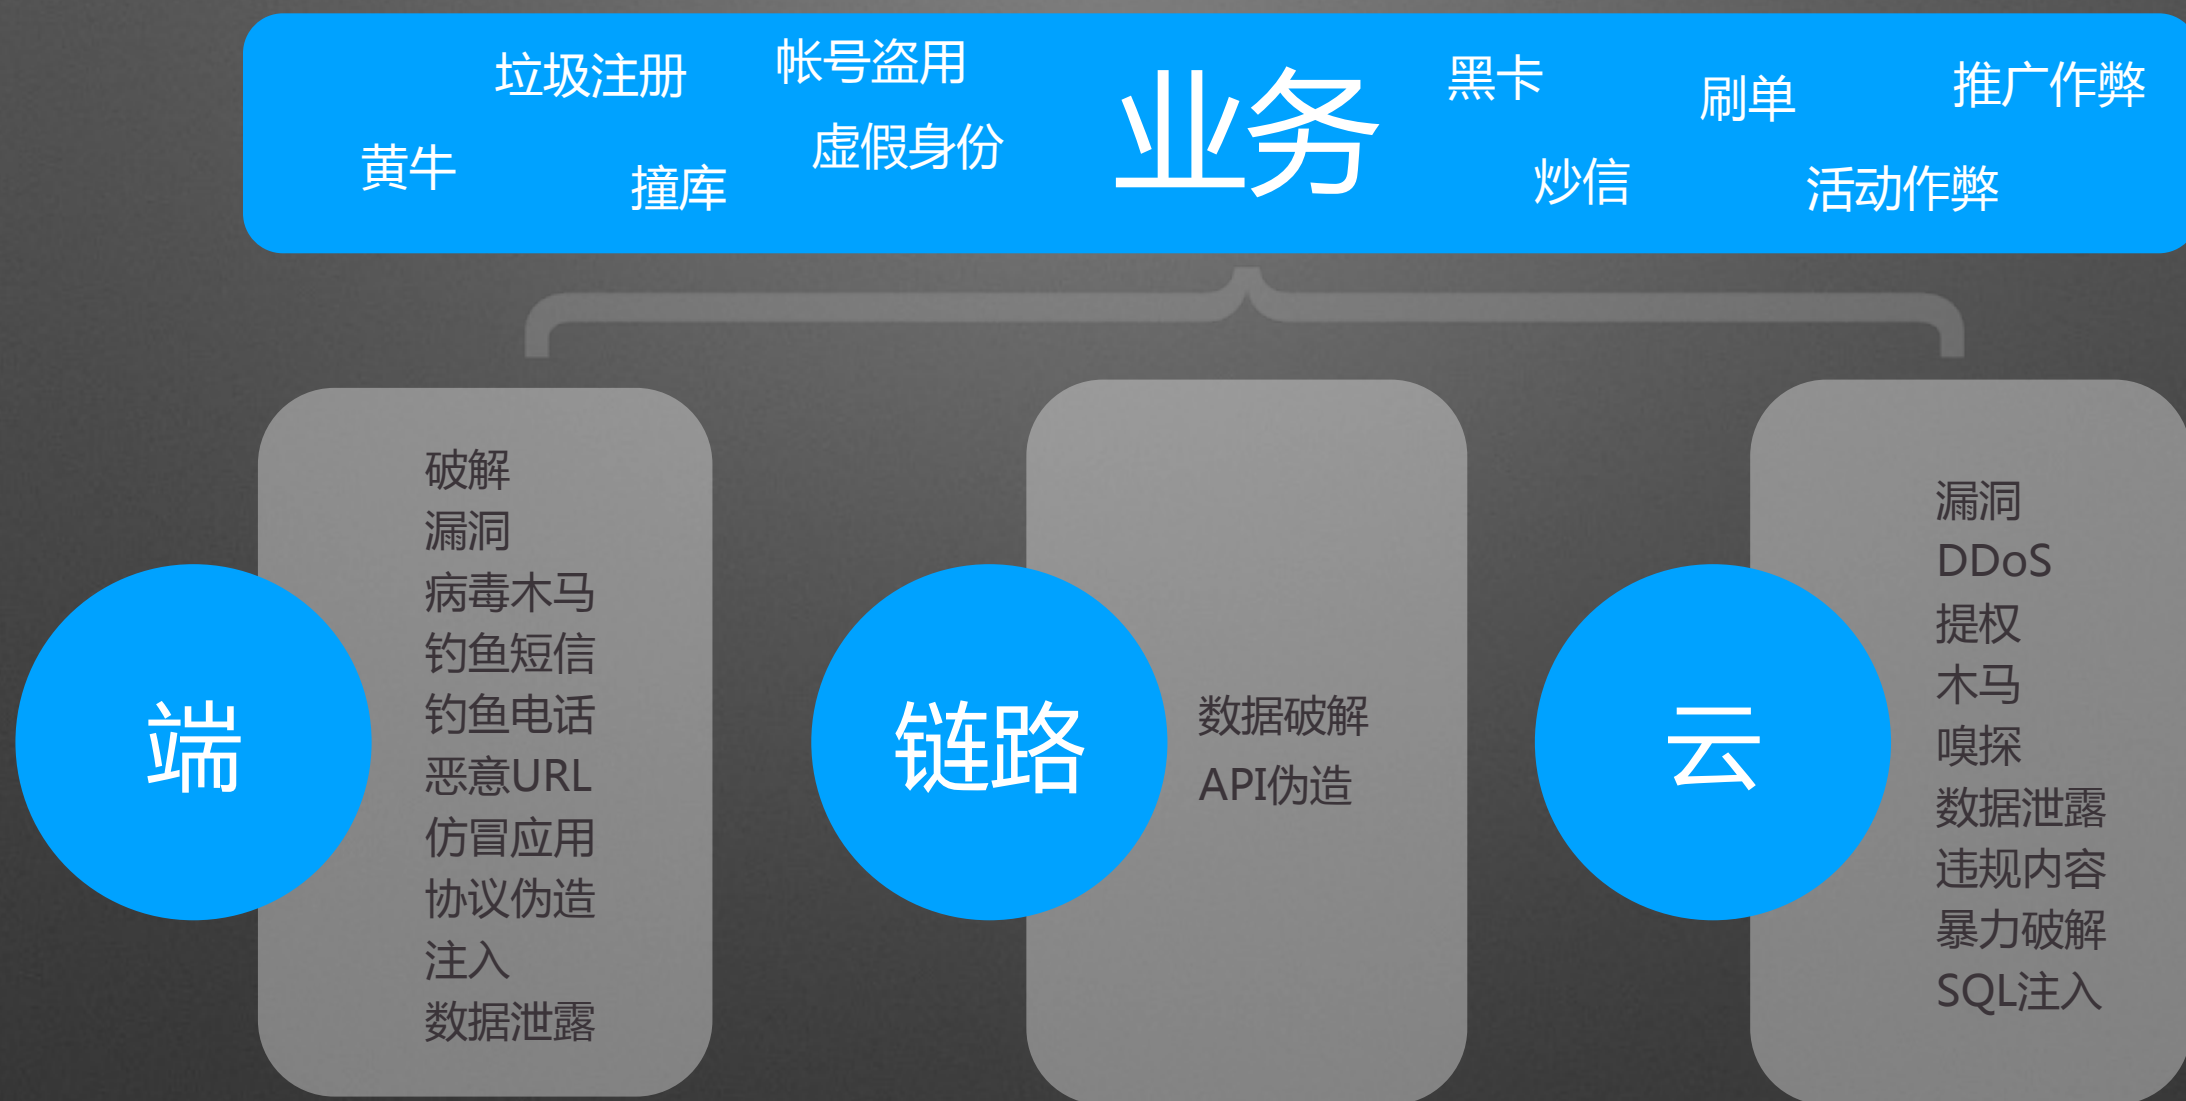 垃圾注册
帐号盗用
业务
黑卡
刷单
推广作弊
黄牛
撞库
虚假身份
炒信
活动作弊
端
破解
漏洞
病毒木马
钓鱼短信
钓鱼电话
恶意URL
仿冒应用
协议伪造
注入
数据泄露
链路
数据破解
API伪造
云
漏洞
DDoS
提权
木马
嗅探
数据泄露
违规内容
暴力破解
SQL注入